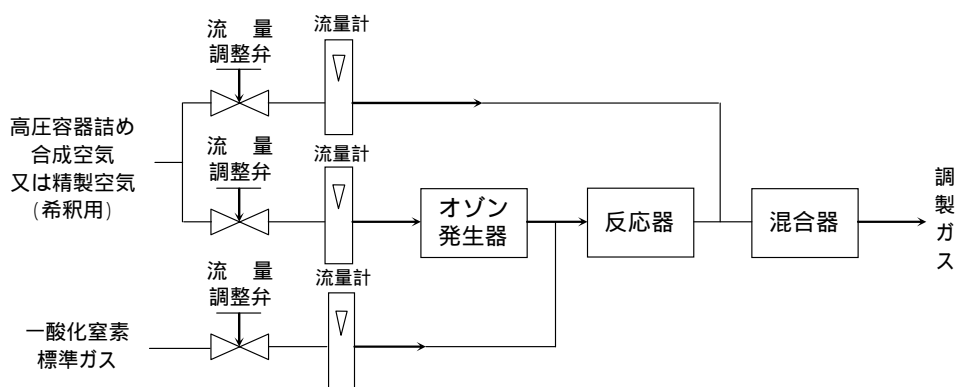 流　量
調整弁
流量計
高圧容器詰め
合成空気
又は精製空気
(希釈用)
流　量
調整弁
流量計
オゾン
発生器
反応器
混合器
調
製
ガ
ス
流　量
調整弁
流量計
一酸化窒素
標準ガス